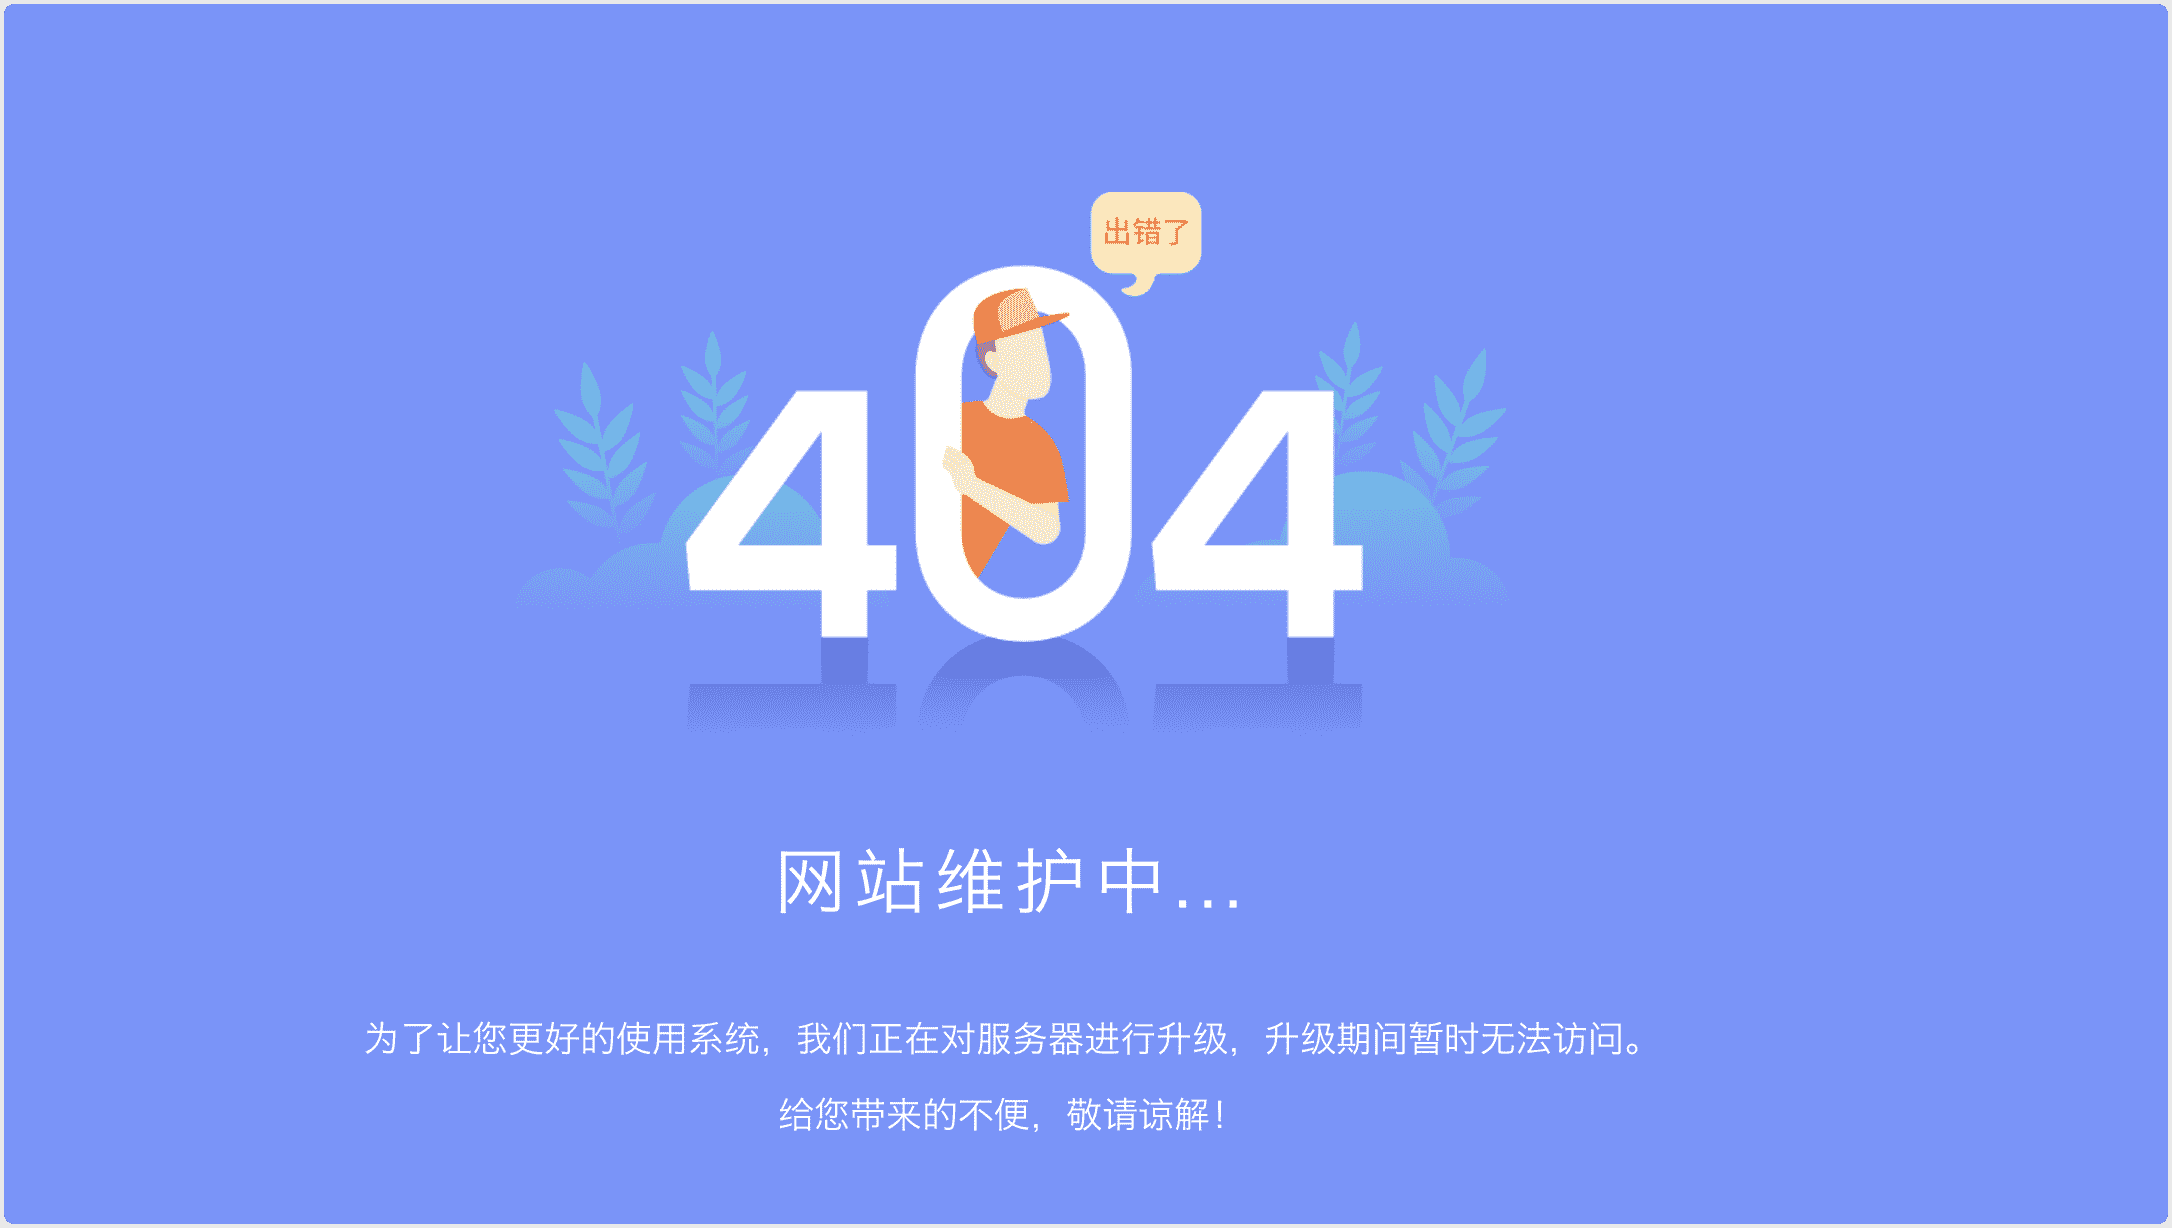 出错了
404
网站维护中...
为了让您更好的使用系统，我们正在对服务器进行升级，升级期间暂时无法访问。
给您带来的不便，敬请谅解！